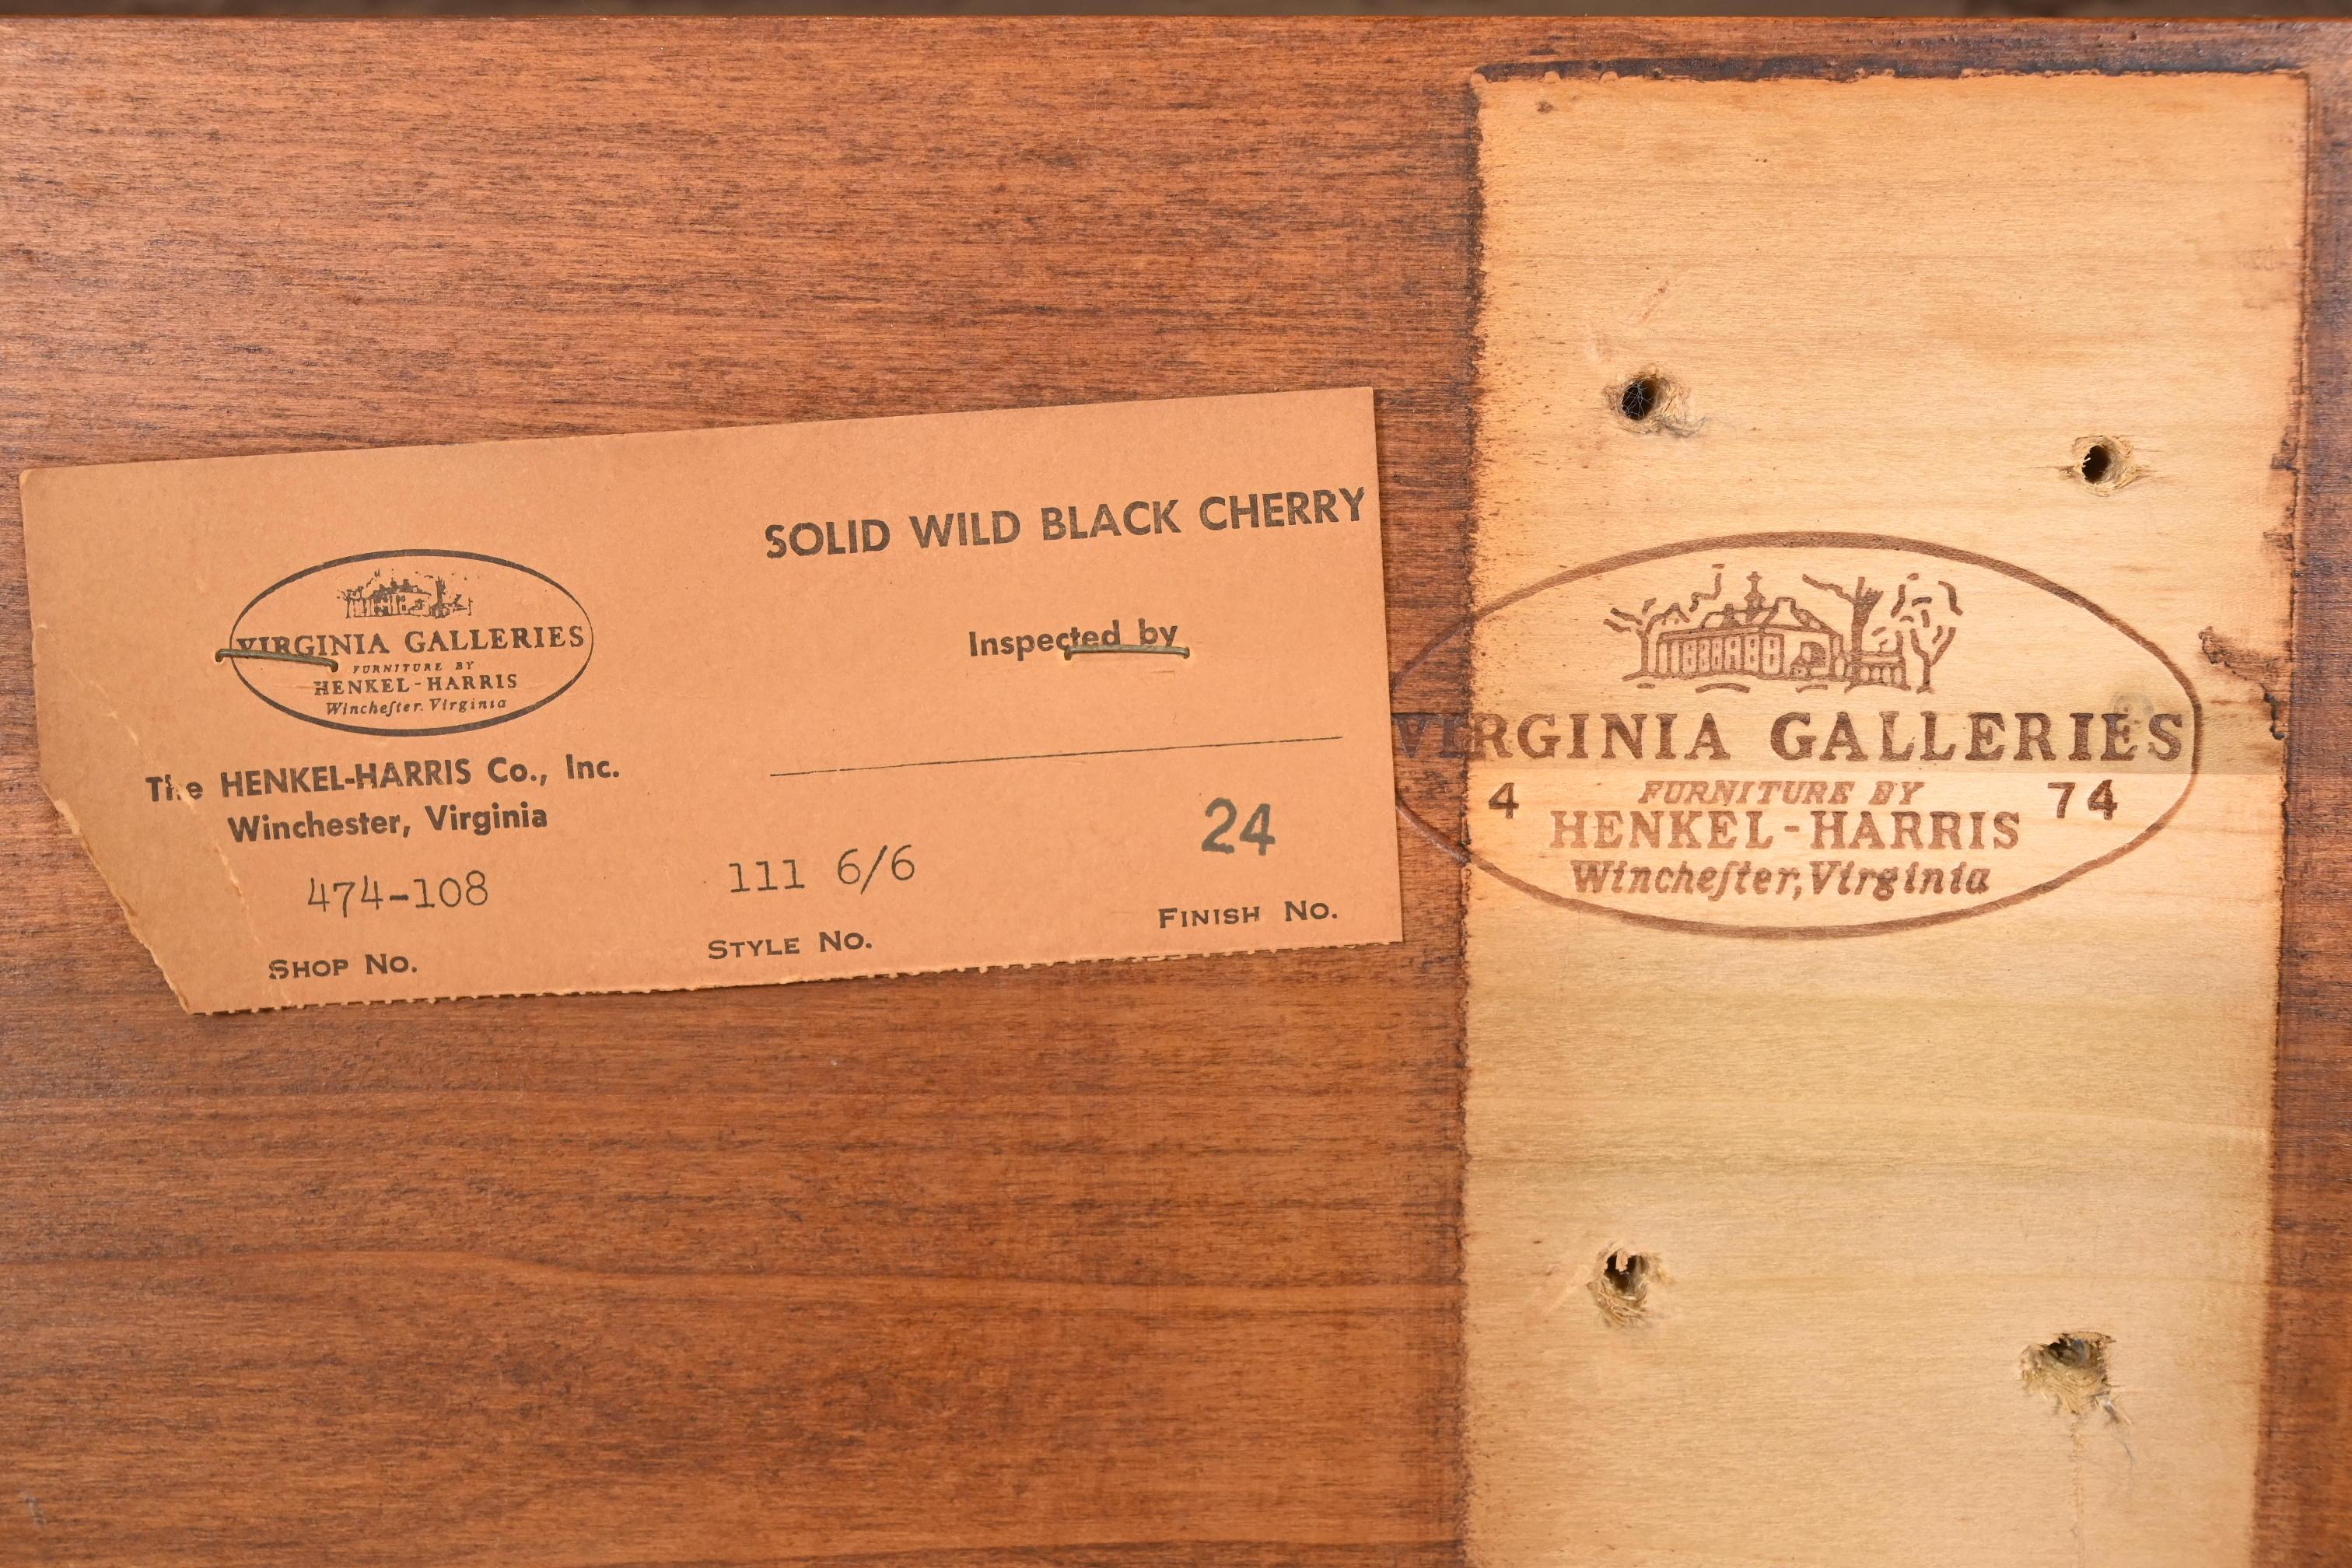 SOLID WILD BLACK CHERRY
Inspected by
VIRGINIA GALLERIES
FURNITURE BY
HENKEL-HARRIS
Wincheſter, Virginia
The HENKEL-HARRIS Co., Inc.
Winchester, Virginia
474-108
SHOP No.
111 6/6
STYLE No.
24
FINISH No.
VIRGINIA GALLERIES
4 FURNITURE BY 74
HENKEL-HARRIS
Wincheſter, Virginia